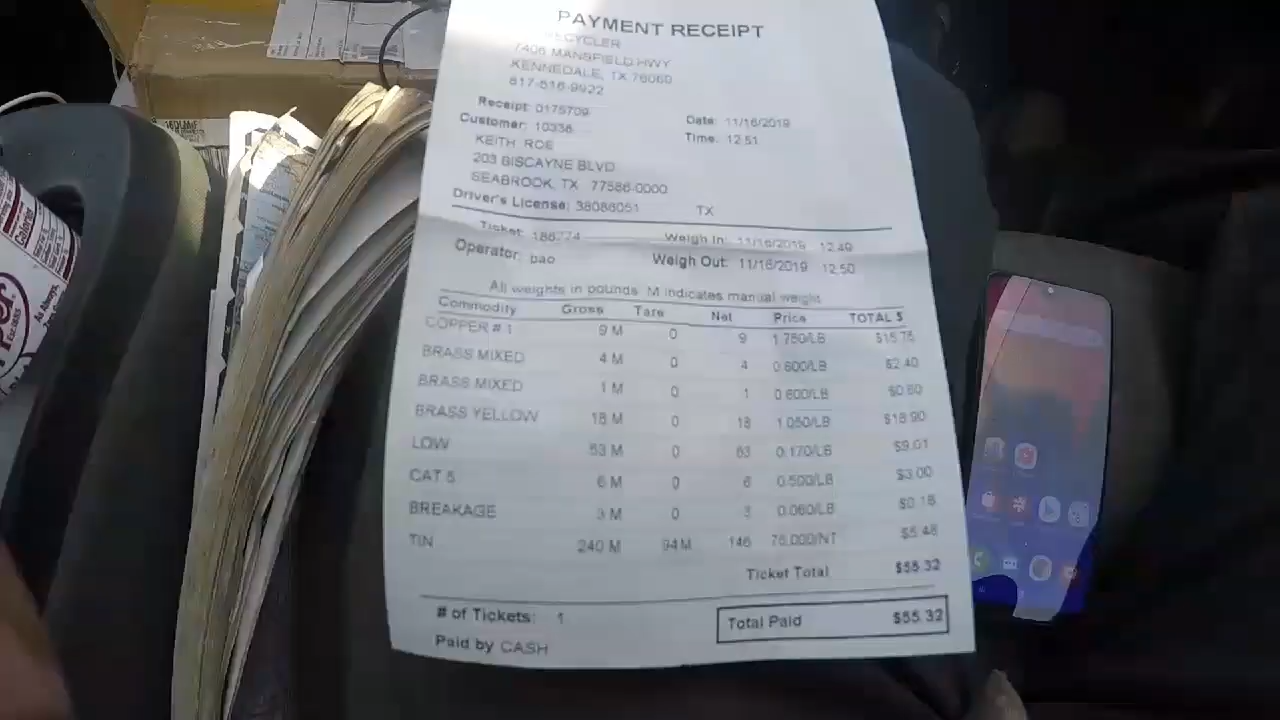 PAYMENT RECEIPT
ECYCLER
7406 MANSFIELD HWY
KENNEDALE, TX 76060
817-516-9922
Receipt: 0175709 Date: 11/16/2019
Customer: 10336 Time: 12:51
KEITH ROE
203 BISCAYNE BLVD
SEABROOK, TX 77586-0000
Driver's License: 38086051 TX
Ticket: 186774 Weigh In: 11/16/2019 12:49
Operator: pao Weigh Out: 11/16/2019 12:50
All weights in pounds M indicates manual weight
Commodity Gross Tare Net Price TOTAL $
COPPER # 1 9 M 0 9 1.750/LB $15.75
BRASS MIXED 4 M 0 4 0.600/LB $2.40
BRASS MIXED 1 M 0 1 0.600/LB $0.60
BRASS YELLOW 18 M 0 18 1.050/LB $18.90
LOW 53 M 0 53 0.170/LB $9.01
CAT 5 6 M 0 6 0.500/LB $3.00
BREAKAGE 3 M 0 3 0.060/LB $0.18
TIN 240 M 94 M 146 75.000/NT $5.48
Ticket Total $55.32
# of Tickets: 1 Total Paid $55.32
Paid by CASH
Calories